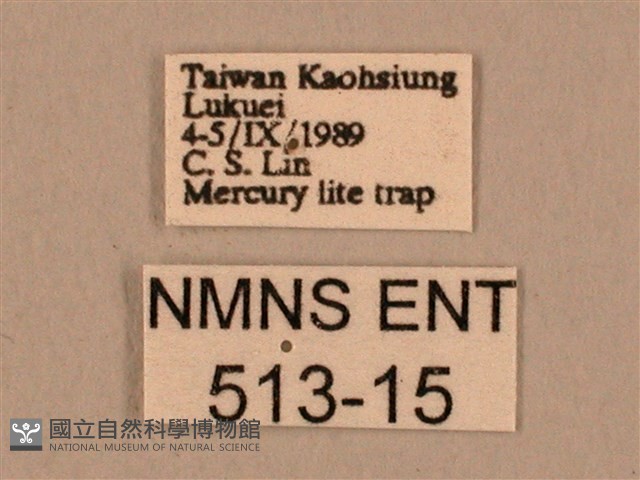 Taiwan Kaohsiung
Lukuei
4-5/IX/1989
C. S. Lin
Mercury lite trap
NMNS ENT
513-15
國立自然科學博物館
NATIONAL MUSEUM OF NATURAL SCIENCE